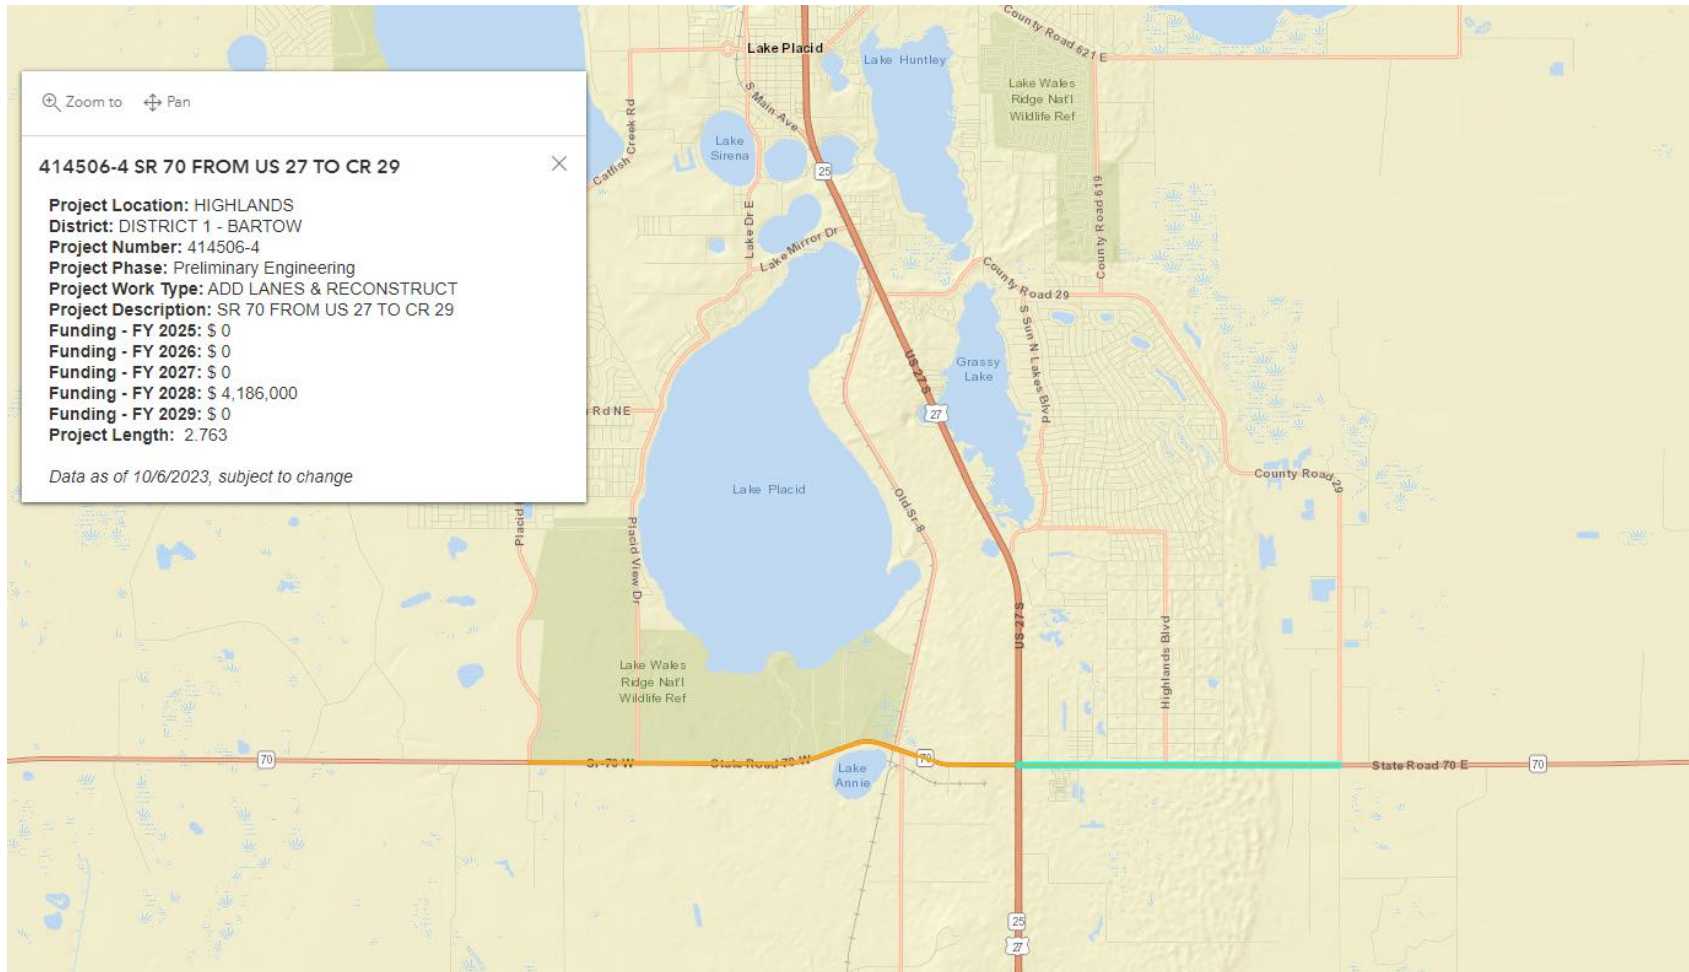 Zoom to Pan
414506-4 SR 70 FROM US 27 TO CR 29
Project Location: HIGHLANDS
District: DISTRICT 1 - BARTOW
Project Number: 414506-4
Project Phase: Preliminary Engineering
Project Work Type: ADD LANES & RECONSTRUCT
Project Description: SR 70 FROM US 27 TO CR 29
Funding - FY 2025: $ 0
Funding - FY 2026: $ 0
Funding - FY 2027: $ 0
Funding - FY 2028: $ 4,186,000
Funding - FY 2029: $ 0
Project Length: 2.763
Data as of 10/6/2023, subject to change
County Road 621 E
Lake Placid
Lake Huntley
Lake Wales
Ridge Nat'l
Wildlife Ref
S Main Ave
Catfish Creek Rd
Lake
Sirena
25
County Road 619
Lake Dr E
Lake Mirror Dr
County Road 29
S Sun N Lakes Blvd
US-27 S
Grassy
Lake
27
Rd NE
County Road 29
Lake Placid
Old Sr 8
Placid
Placid View Dr
US-27 S
Highlands Blvd
Lake Wales
Ridge Nat'l
Wildlife Ref
70
Sr-70 W
State Road 70 W
70
Lake
Annie
State Road 70 E
70
25
27